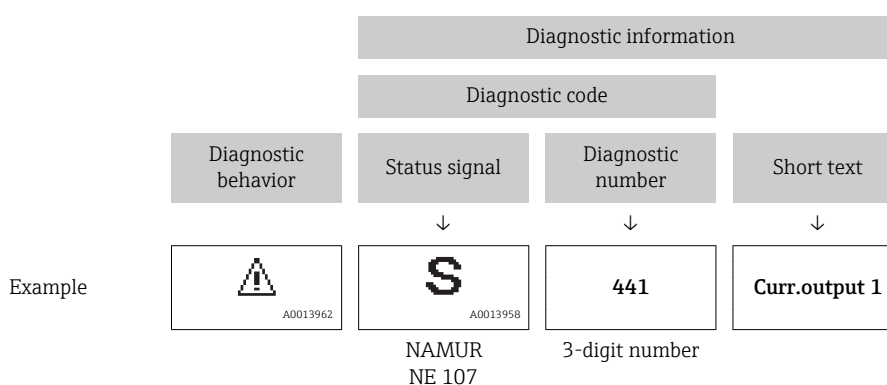 Diagnostic information
Diagnostic code
Diagnostic
behavior
Status signal
Diagnostic
number
Short text
↓ ↓ ↓
Example
A0013962
S
A0013958
441
Curr.output 1
NAMUR
NE 107
3-digit number